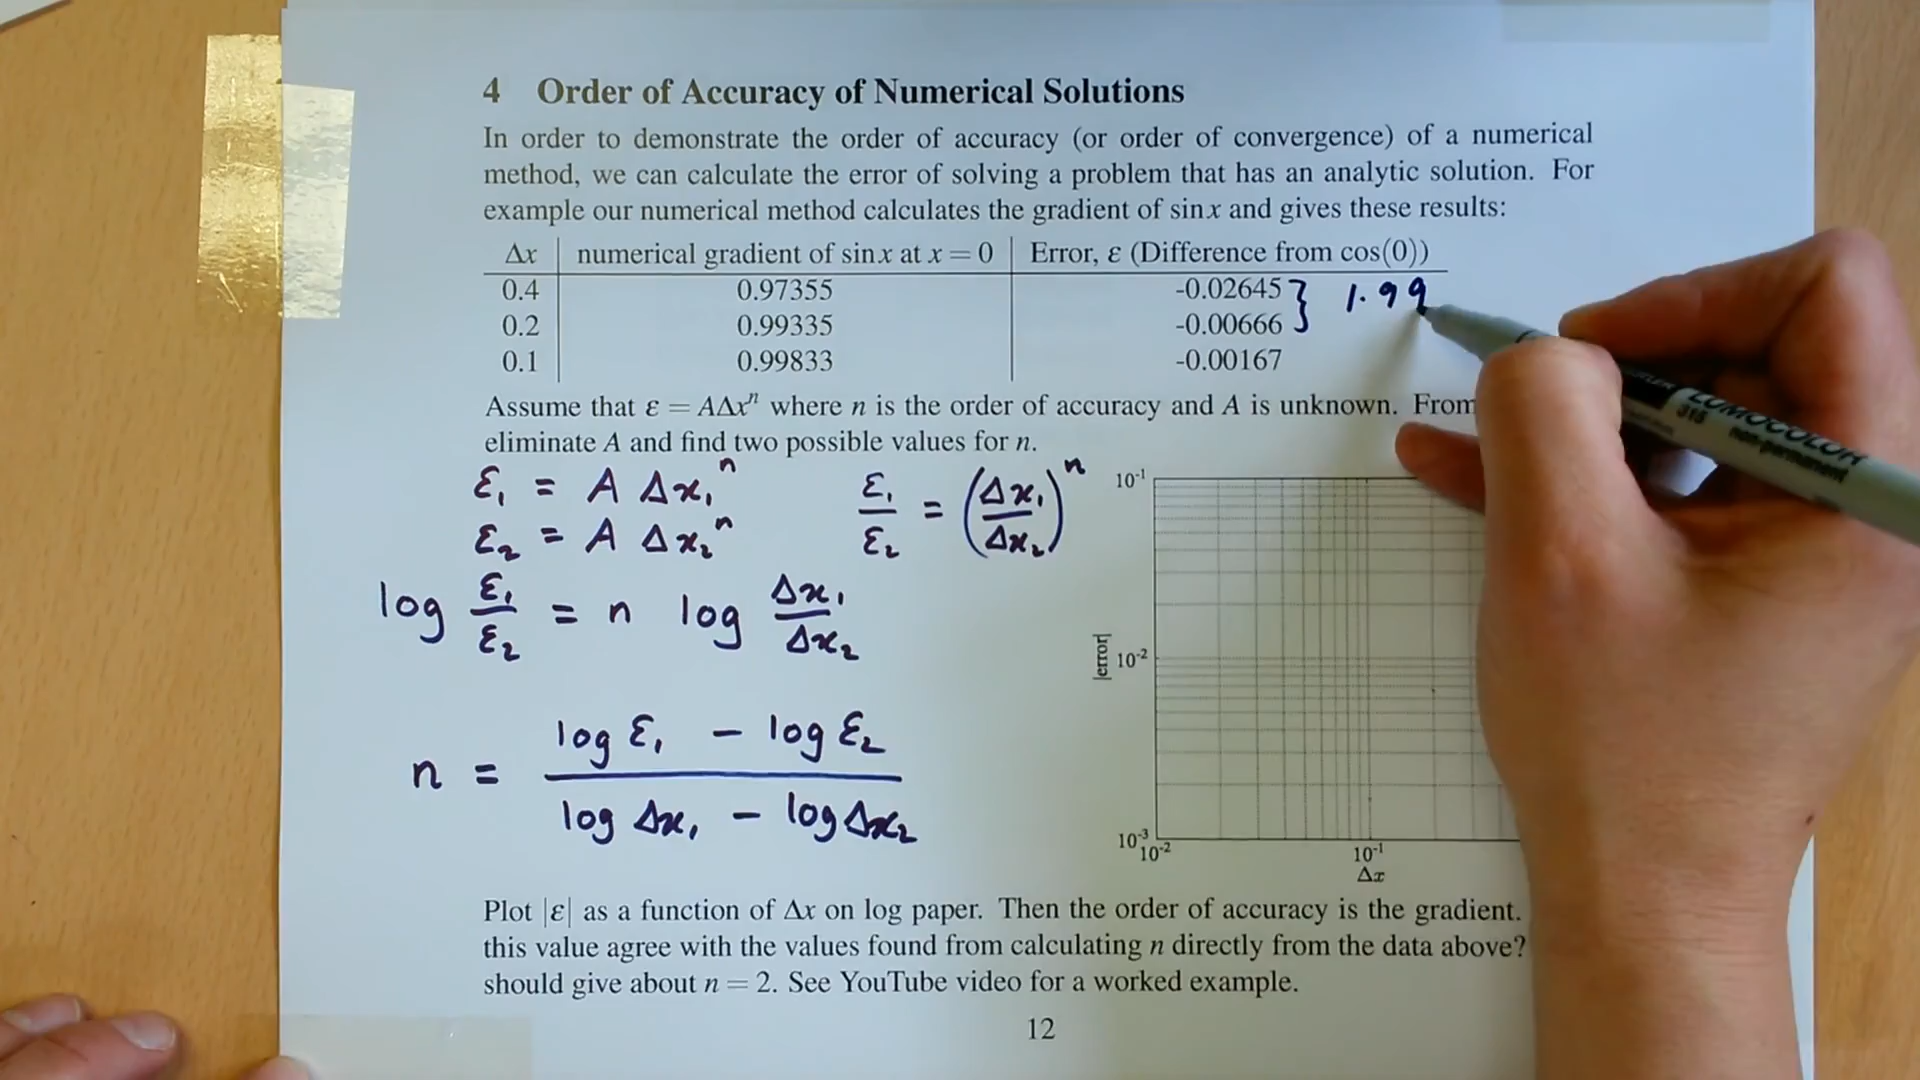 4 Order of Accuracy of Numerical Solutions
In order to demonstrate the order of accuracy (or order of convergence) of a numerical
method, we can calculate the error of solving a problem that has an analytic solution. For
example our numerical method calculates the gradient of sin x and gives these results:
Δx numerical gradient of sin x at x = 0 Error, ε (Difference from cos(0))
0.4 0.97355 -0.02645 } 1.99
0.2 0.99335 -0.00666
0.1 0.99833 -0.00167
Assume that ε = AΔxⁿ where n is the order of accuracy and A is unknown. From
eliminate A and find two possible values for n.
ε₁ = A Δx₁ⁿ
ε₂ = A Δx₂ⁿ
ε₁/ε₂ = (Δx₁/Δx₂)ⁿ
log ε₁/ε₂ = n log Δx₁/Δx₂
n = (log ε₁ − log ε₂)/(log Δx₁ − log Δx₂)
|error|
10⁻¹
10⁻²
10⁻³
10⁻² 10⁻¹
Δx
Plot |ε| as a function of Δx on log paper. Then the order of accuracy is the gradient.
this value agree with the values found from calculating n directly from the data above?
should give about n = 2. See YouTube video for a worked example.
12
LUMOCOLOR
315
non-permanent